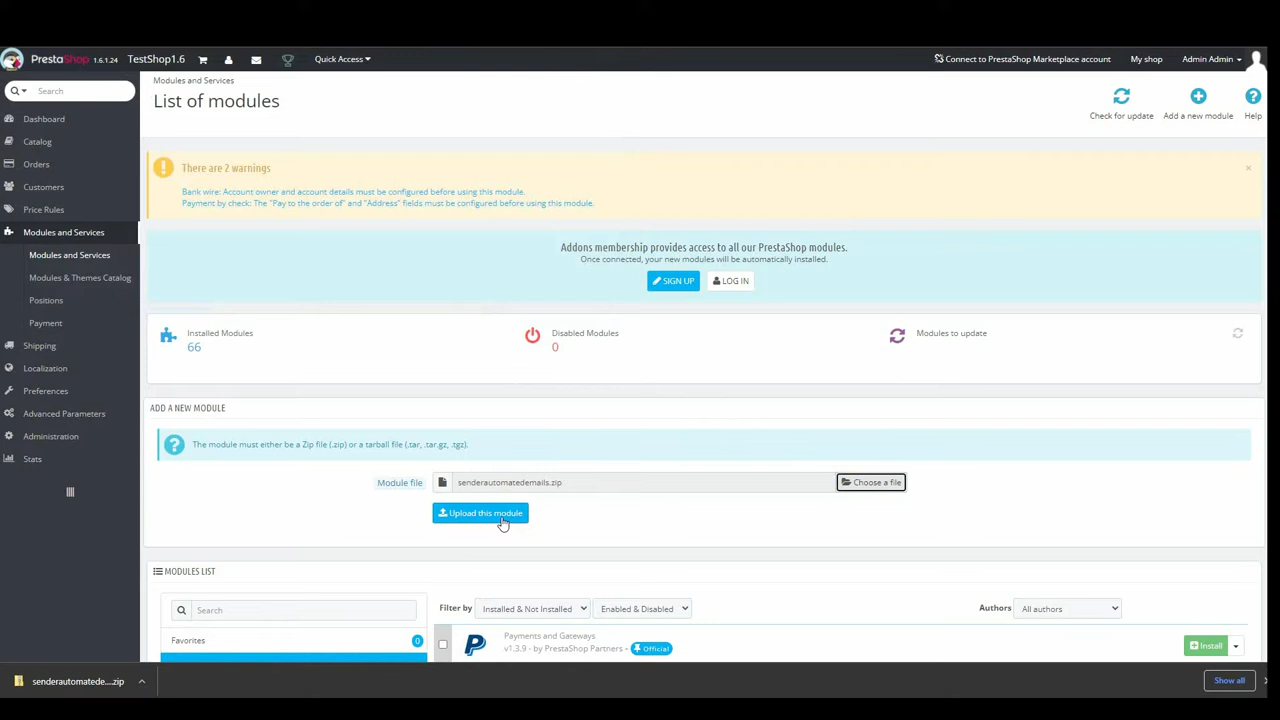 PrestaShop 1.6.1.24 TestShop1.6 Quick Access Connect to PrestaShop Marketplace account My shop Admin Admin
Search
Dashboard
Catalog
Orders
Customers
Price Rules
Modules and Services
Modules and Services
Modules & Themes Catalog
Positions
Payment
Shipping
Localization
Preferences
Advanced Parameters
Administration
Stats
Modules and Services
List of modules
Check for update Add a new module Help
There are 2 warnings
Bank wire: Account owner and account details must be configured before using this module.
Payment by check: The "Pay to the order of" and "Address" fields must be configured before using this module.
Addons membership provides access to all our PrestaShop modules.
Once connected, your new modules will be automatically installed.
SIGN UP LOG IN
Installed Modules
66
Disabled Modules
0
Modules to update
ADD A NEW MODULE
The module must either be a Zip file (.zip) or a tarball file (.tar, .tar.gz, .tgz).
Module file senderautomatedemails.zip Choose a file
Upload this module
MODULES LIST
Search
Favorites 0
Filter by Installed & Not Installed Enabled & Disabled Authors All authors
Payments and Gateways
v1.3.9 - by PrestaShop Partners - Official
Install
senderautomatede....zip Show all